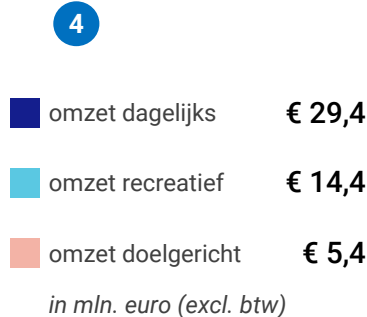 4
omzet dagelijks € 29,4
omzet recreatief € 14,4
omzet doelgericht € 5,4
in mln. euro (excl. btw)